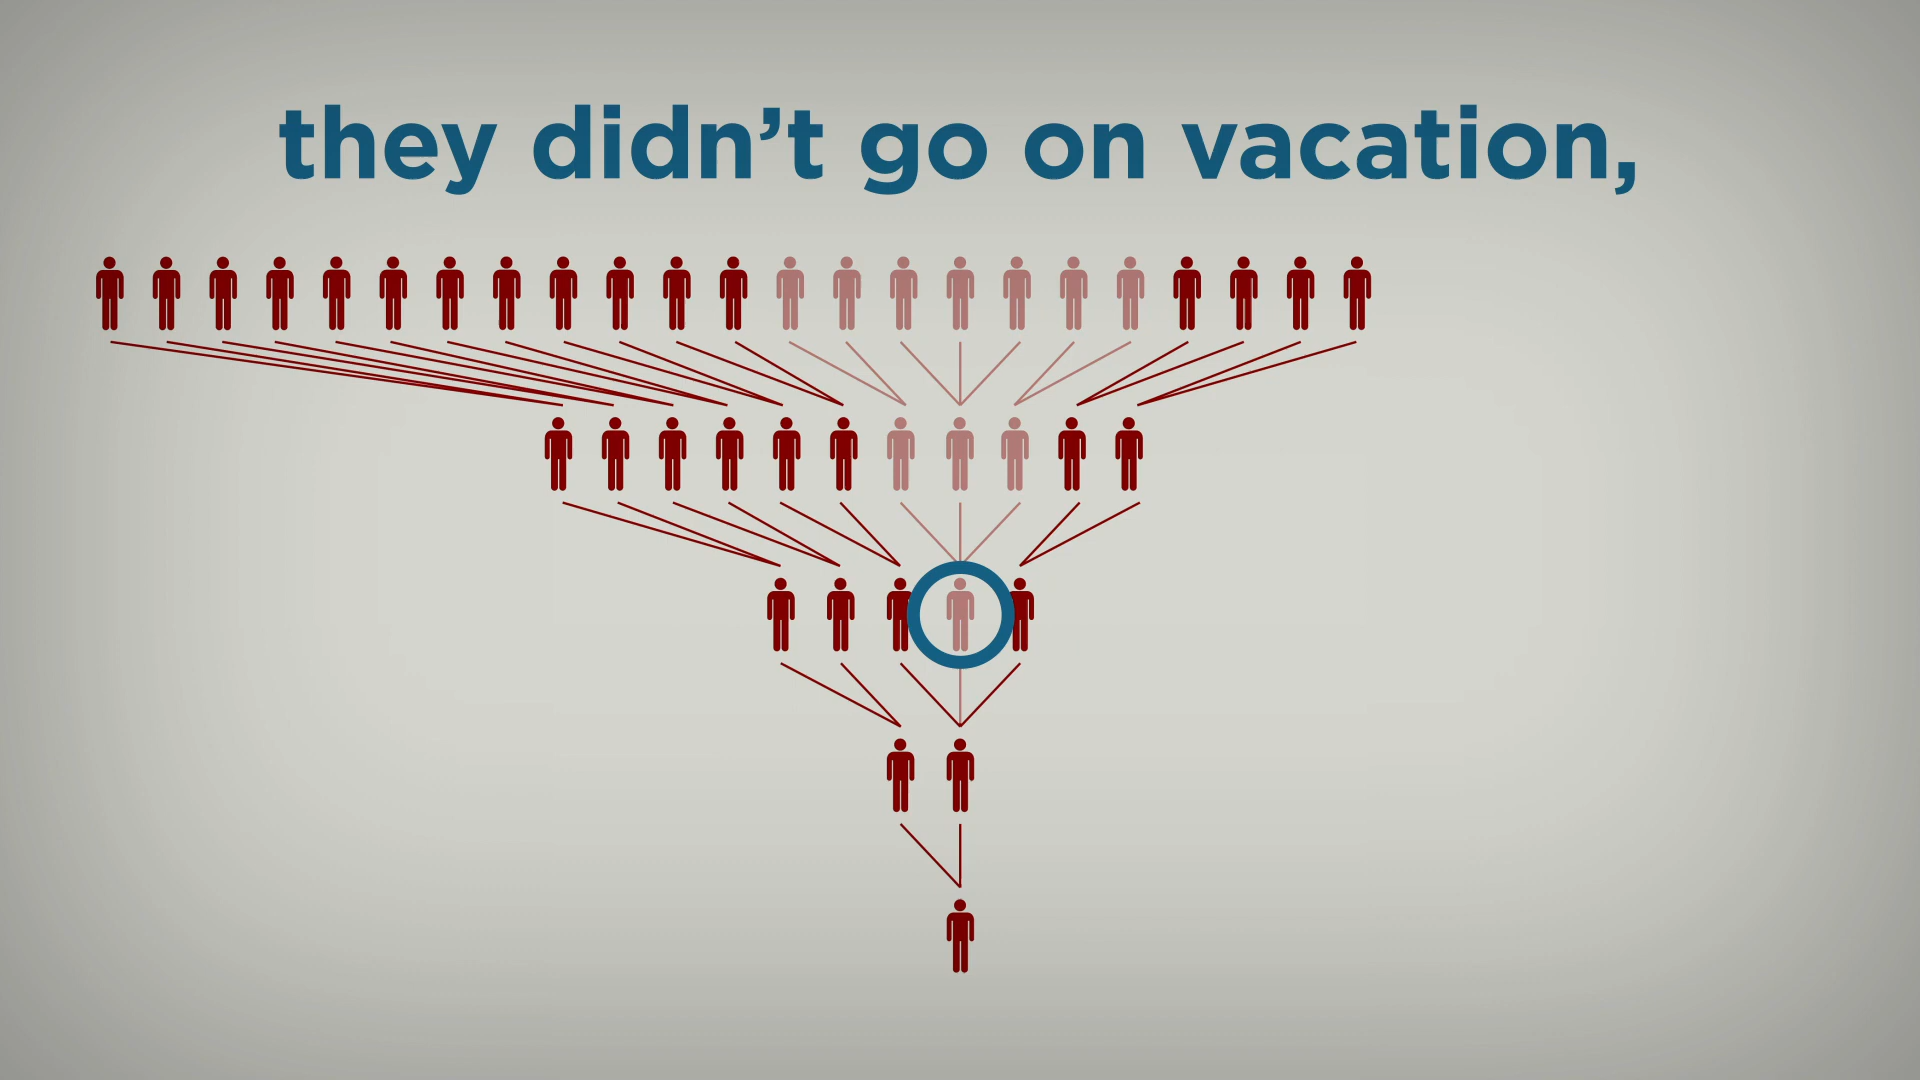 they didn’t go on vacation,